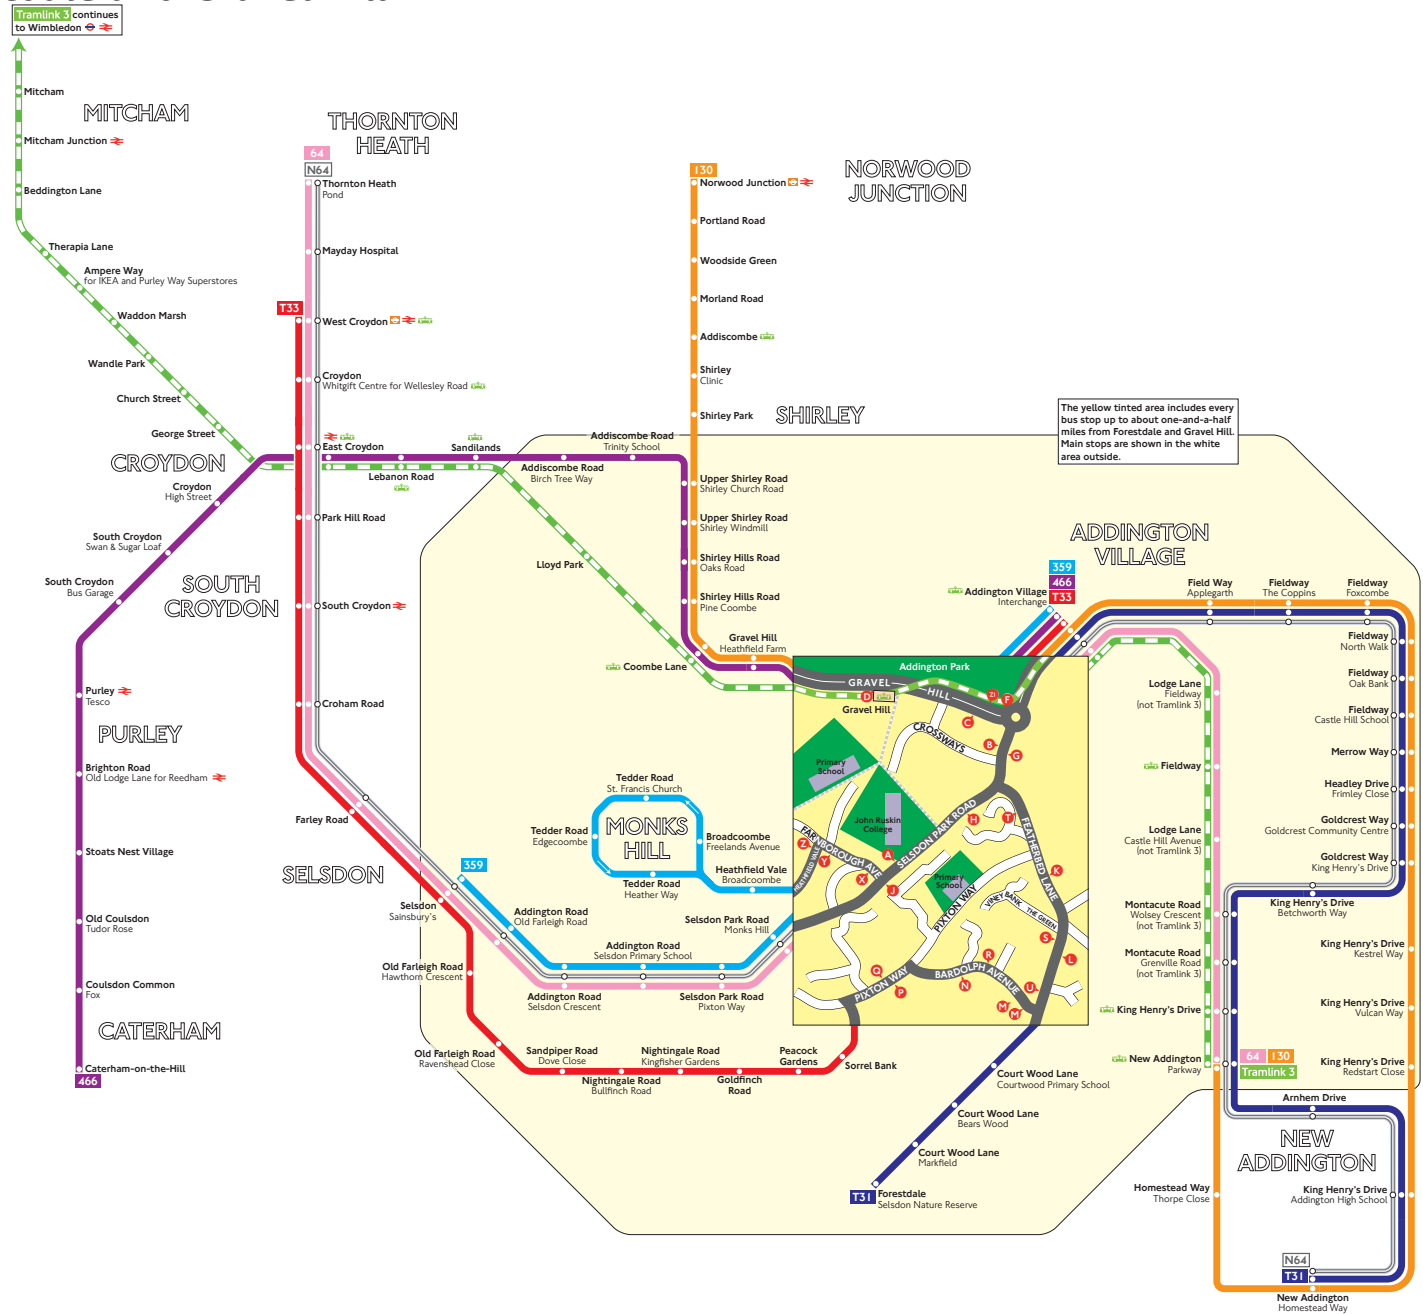 Tramlink 3 continues
to Wimbledon
Mitcham
MITCHAM
Mitcham Junction
Beddington Lane
Therapia Lane
Ampere Way
for IKEA and Purley Way Superstores
Waddon Marsh
Wandle Park
Church Street
George Street
CROYDON
Croydon
High Street
South Croydon
Swan & Sugar Loaf
South Croydon
Bus Garage
SOUTH
CROYDON
Purley
Tesco
PURLEY
Brighton Road
Old Lodge Lane for Reedham
Stoats Nest Village
Old Coulsdon
Tudor Rose
Coulsdon Common
Fox
CATERHAM
Caterham-on-the-Hill
466
THORNTON
HEATH
64
N64
Thornton Heath
Pond
Mayday Hospital
T33
West Croydon
Croydon
Whitgift Centre for Wellesley Road
East Croydon
Lebanon Road
Sandilands
Addiscombe Road
Birch Tree Way
Addiscombe Road
Trinity School
Park Hill Road
South Croydon
Croham Road
Farley Road
SELSDON
Selsdon
Sainsbury's
359
Addington Road
Old Farleigh Road
Old Farleigh Road
Hawthorn Crescent
Old Farleigh Road
Ravenshead Close
Addington Road
Selsdon Primary School
Addington Road
Selsdon Crescent
Selsdon Park Road
Pixton Way
Selsdon Park Road
Monks Hill
Sandpiper Road
Dove Close
Nightingale Road
Bullfinch Road
Nightingale Road
Kingfisher Gardens
Goldfinch
Road
Peacock
Gardens
Sorrel Bank
Tedder Road
St. Francis Church
Tedder Road
Edgecoombe
MONKS
HILL
Broadcoombe
Freelands Avenue
Tedder Road
Heather Way
Heathfield Vale
Broadcoombe
Lloyd Park
Coombe Lane
NORWOOD
JUNCTION
130
Norwood Junction
Portland Road
Woodside Green
Morland Road
Addiscombe
Shirley
Clinic
Shirley Park
SHIRLEY
Upper Shirley Road
Shirley Church Road
Upper Shirley Road
Shirley Windmill
Shirley Hills Road
Oaks Road
Shirley Hills Road
Pine Coombe
Gravel Hill
Heathfield Farm
The yellow tinted area includes every
bus stop up to about one-and-a-half
miles from Forestdale and Gravel Hill.
Main stops are shown in the white
area outside.
ADDINGTON
VILLAGE
359
466
T33
Addington Village
Interchange
Addington Park
GRAVEL HILL
D
Gravel Hill
F
C
B
G
CROSSWAYS
Primary
School
John Ruskin
College
SELSDON PARK ROAD
H
T
FEATHERBED LANE
FARNBOROUGH AVE
HEATHFIELD VALE
Z
Y
X
A
J
Primary
School
K
PIXTON WAY
VINEY BANK
THE GREEN
S
L
R
Q
P
PIXTON WAY
BARDOLPH AVENUE
N
U
M
M
Court Wood Lane
Courtwood Primary School
Court Wood Lane
Bears Wood
Court Wood Lane
Markfield
T31
Forestdale
Selsdon Nature Reserve
Field Way
Applegarth
Fieldway
The Coppins
Fieldway
Foxcombe
Fieldway
North Walk
Fieldway
Oak Bank
Fieldway
Castle Hill School
Merrow Way
Headley Drive
Frimley Close
Goldcrest Way
Goldcrest Community Centre
Goldcrest Way
King Henry's Drive
King Henry's Drive
Betchworth Way
King Henry's Drive
Kestrel Way
King Henry's Drive
Vulcan Way
King Henry's Drive
Redstart Close
Lodge Lane
Fieldway
(not Tramlink 3)
Fieldway
Lodge Lane
Castle Hill Avenue
(not Tramlink 3)
Montacute Road
Wolsey Crescent
(not Tramlink 3)
Montacute Road
Grenville Road
(not Tramlink 3)
King Henry's Drive
New Addington
Parkway
64
130
Tramlink 3
Arnhem Drive
NEW
ADDINGTON
King Henry's Drive
Addington High School
Homestead Way
Thorpe Close
N64
T31
New Addington
Homestead Way